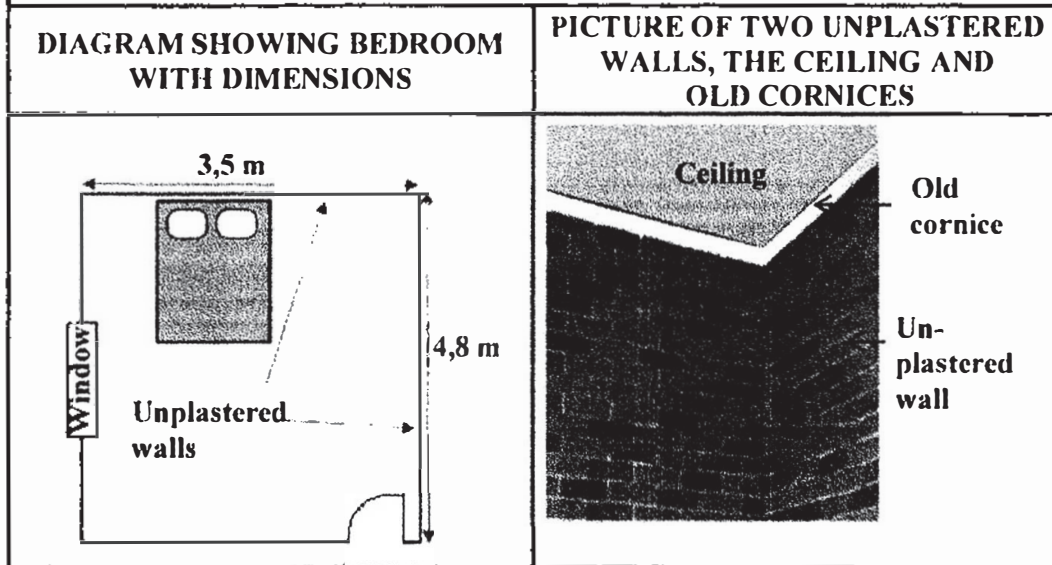 DIAGRAM SHOWING BEDROOM
WITH DIMENSIONS
PICTURE OF TWO UNPLASTERED
WALLS, THE CEILING AND
OLD CORNICES
3,5 m
4,8 m
Window
Unplastered
walls
Ceiling
Old
cornice
Un-
plastered
wall